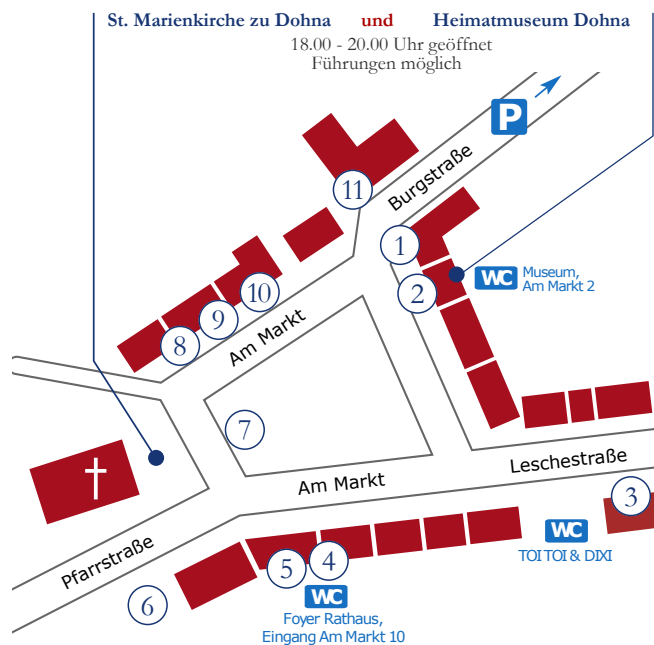 St. Marienkirche zu Dohna und Heimatmuseum Dohna
18.00 - 20.00 Uhr geöffnet
Führungen möglich
P
Burgstraße
11
1
WC Museum,
Am Markt 2
2
10
9
8
Am Markt
7
Am Markt
Leschestraße
3
WC
TOI TOI & DIXI
Pfarrstraße
5
4
6
WC
Foyer Rathaus,
Eingang Am Markt 10